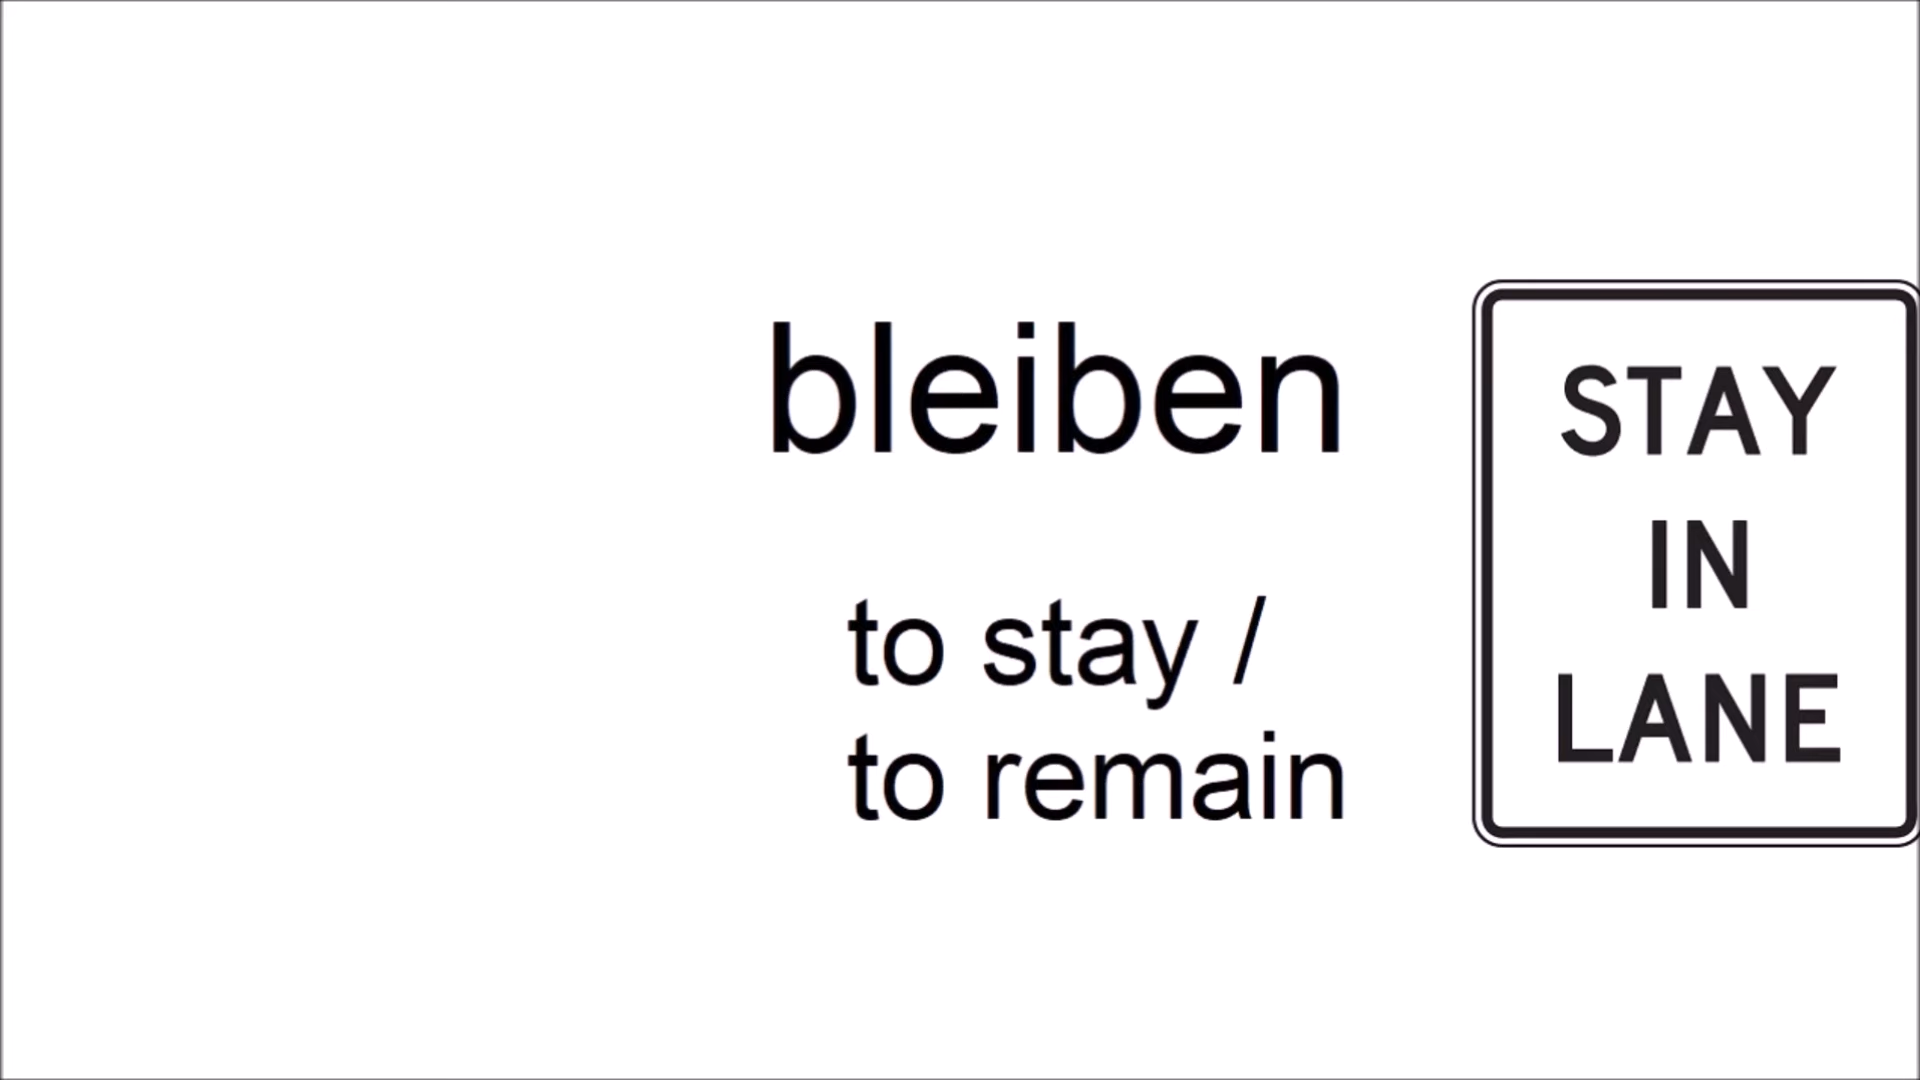 bleiben
to stay /
to remain
STAY
IN
LANE